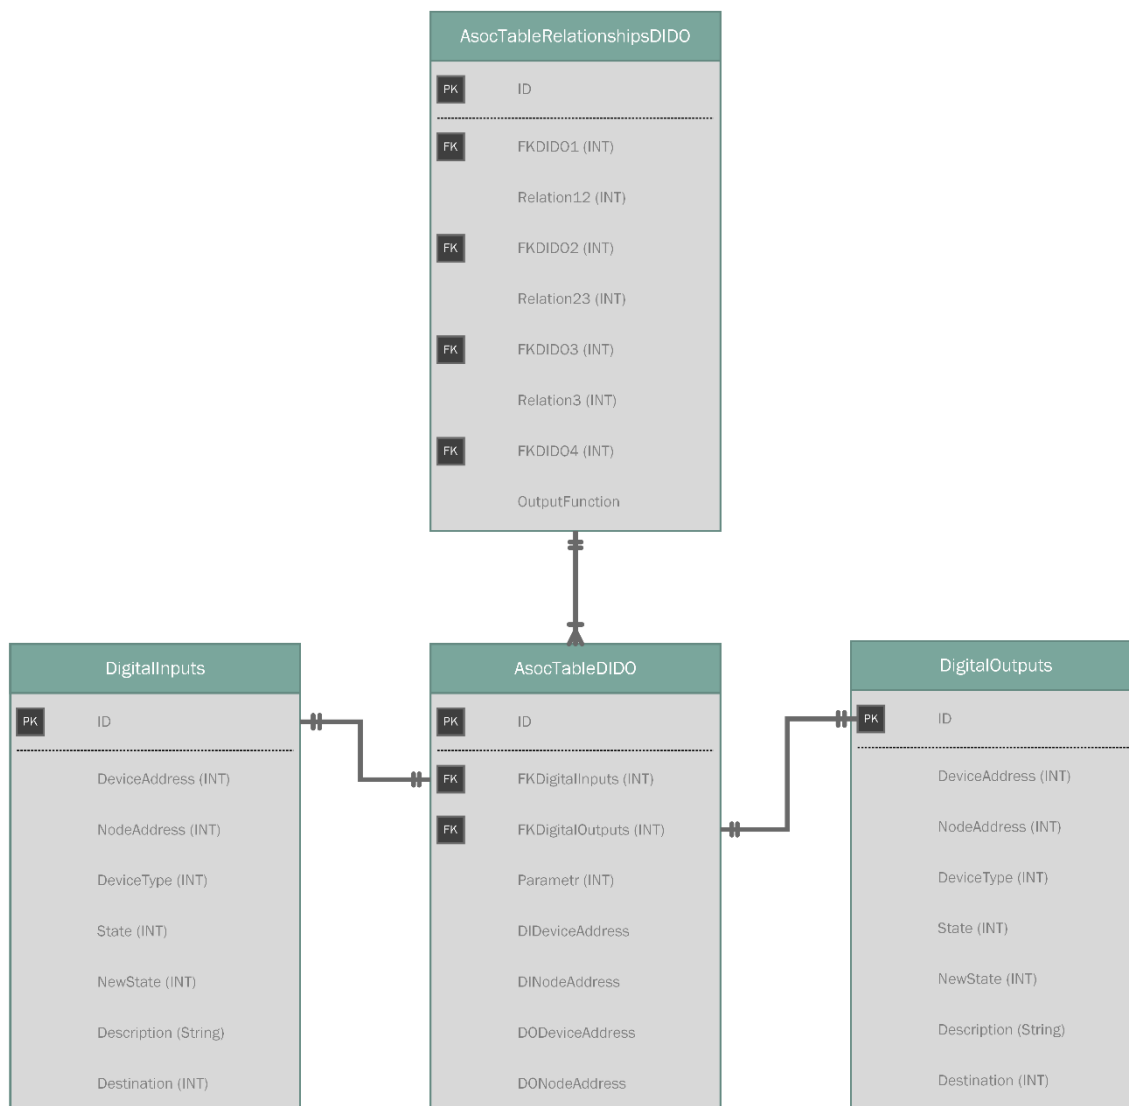 AsocTableRelationshipsDIDO
PK ID
FK FKDIDO1 (INT)
Relation12 (INT)
FK FKDIDO2 (INT)
Relation23 (INT)
FK FKDIDO3 (INT)
Relation3 (INT)
FK FKDIDO4 (INT)
OutputFunction
DigitalInputs
PK ID
DeviceAddress (INT)
NodeAddress (INT)
DeviceType (INT)
State (INT)
NewState (INT)
Description (String)
Destination (INT)
AsocTableDIDO
PK ID
FK FKDigitalInputs (INT)
FK FKDigitalOutputs (INT)
Parametr (INT)
DIDeviceAddress
DINodeAddress
DODeviceAddress
DONodeAddress
DigitalOutputs
PK ID
DeviceAddress (INT)
NodeAddress (INT)
DeviceType (INT)
State (INT)
NewState (INT)
Description (String)
Destination (INT)